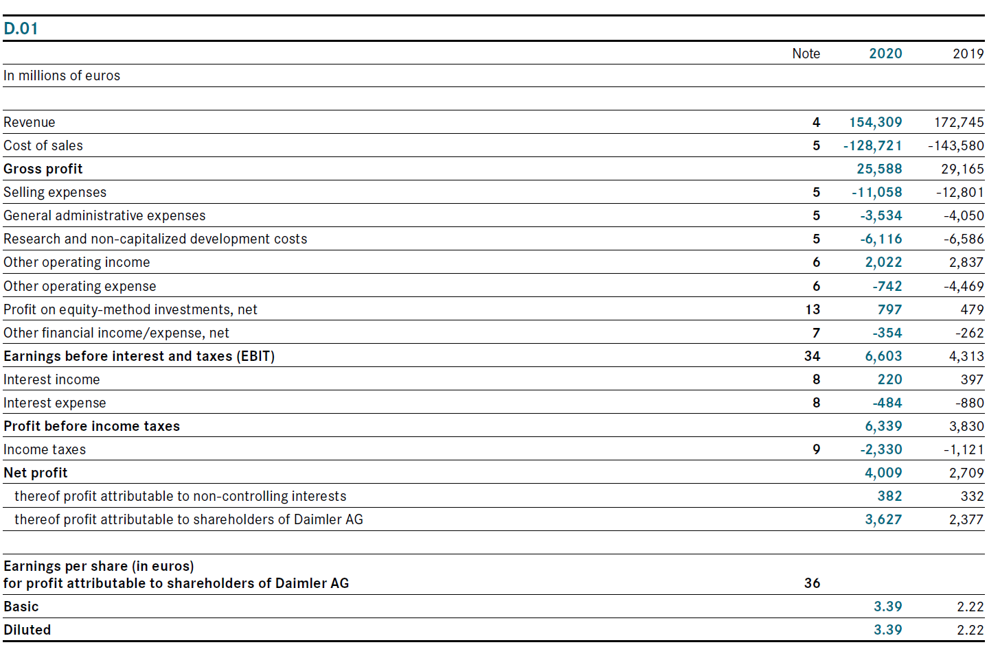 D.01
Note 2020 2019
In millions of euros
Revenue 4 154,309 172,745
Cost of sales 5 -128,721 -143,580
Gross profit 25,588 29,165
Selling expenses 5 -11,058 -12,801
General administrative expenses 5 -3,534 -4,050
Research and non-capitalized development costs 5 -6,116 -6,586
Other operating income 6 2,022 2,837
Other operating expense 6 -742 -4,469
Profit on equity-method investments, net 13 797 479
Other financial income/expense, net 7 -354 -262
Earnings before interest and taxes (EBIT) 34 6,603 4,313
Interest income 8 220 397
Interest expense 8 -484 -880
Profit before income taxes 6,339 3,830
Income taxes 9 -2,330 -1,121
Net profit 4,009 2,709
thereof profit attributable to non-controlling interests 382 332
thereof profit attributable to shareholders of Daimler AG 3,627 2,377
Earnings per share (in euros)
for profit attributable to shareholders of Daimler AG 36
Basic 3.39 2.22
Diluted 3.39 2.22